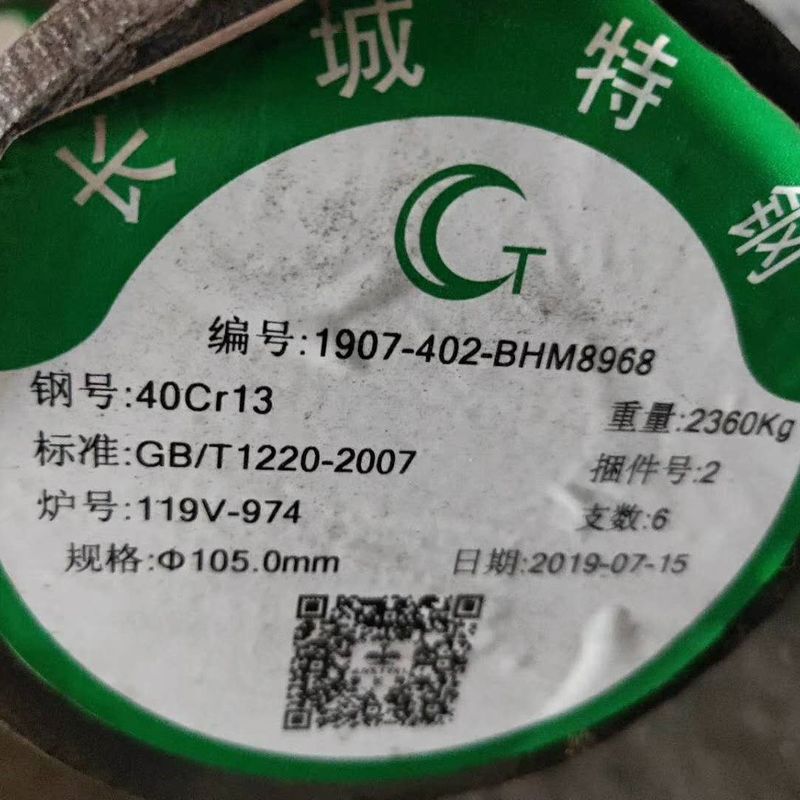 长城特钢
GT
编号:1907-402-BHM8968
钢号:40Cr13
重量:2360Kg
标准:GB/T1220-2007
捆件号:2
炉号:119V-974
支数:6
规格:Φ105.0mm
日期:2019-07-15